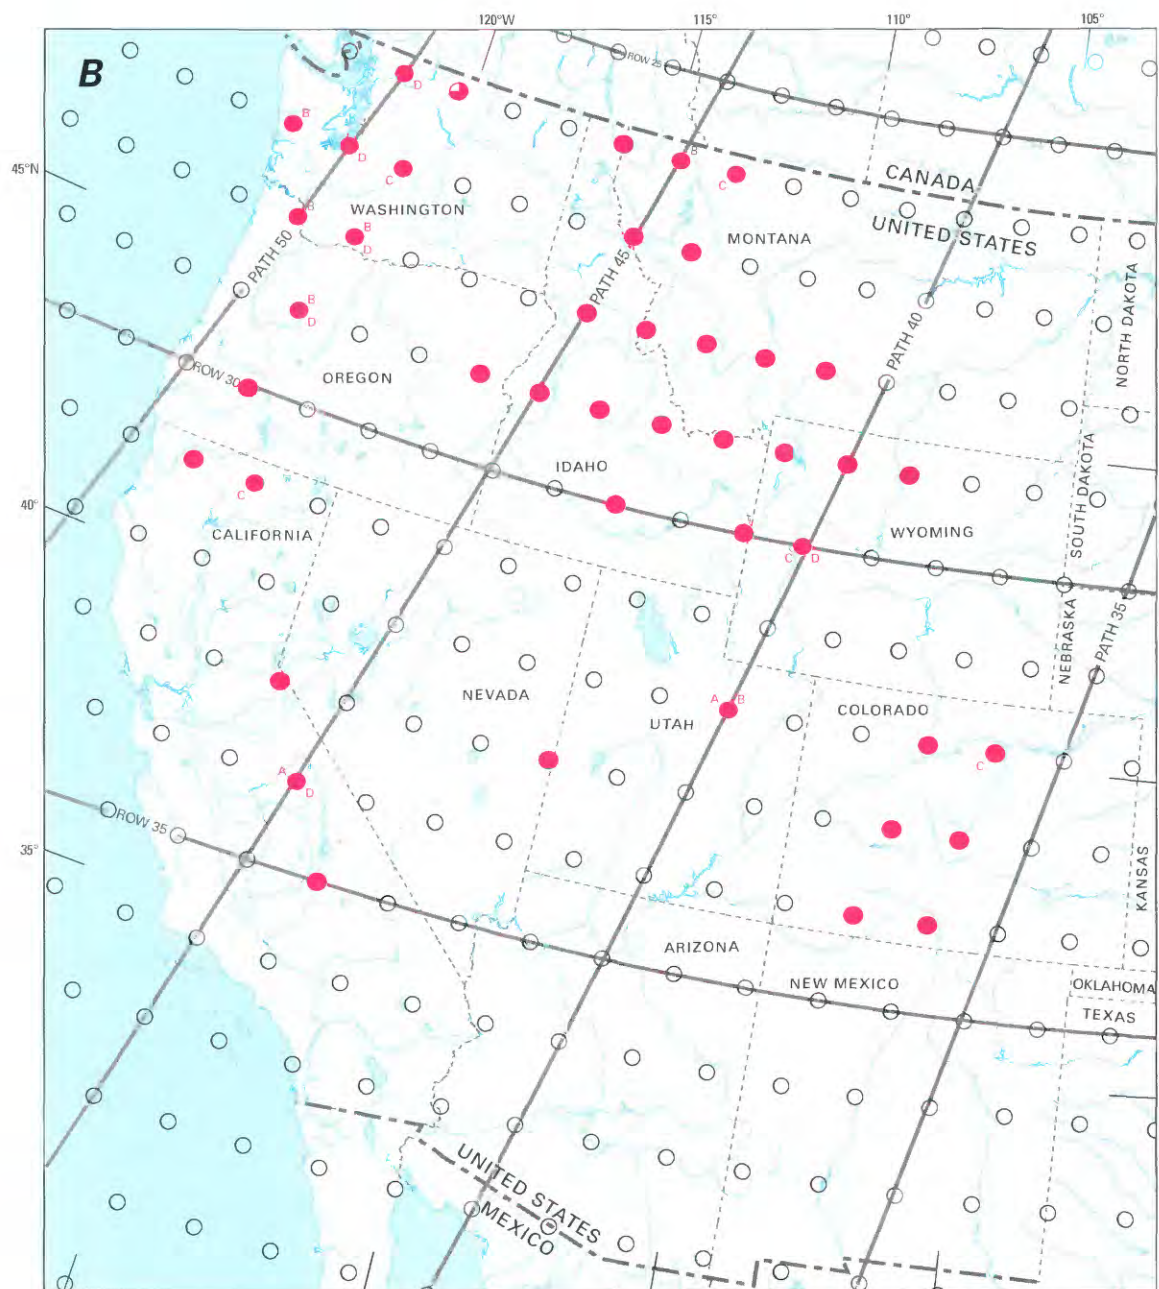 120°W 115° 110° 105°
B
ROW 25
D
B
45°N
D
C
B
C
CANADA
UNITED STATES
WASHINGTON
B
B
D
MONTANA
PATH 50
PATH 45
NORTH DAKOTA
B
D
PATH 40
ROW 30
OREGON
IDAHO
SOUTH DAKOTA
C
40°
CALIFORNIA
WYOMING
C D
NEBRASKA
PATH 35
NEVADA
A B
UTAH
COLORADO
C
A
D
ROW 35
35°
KANSAS
ARIZONA
NEW MEXICO
OKLAHOMA
TEXAS
UNITED STATES
MEXICO